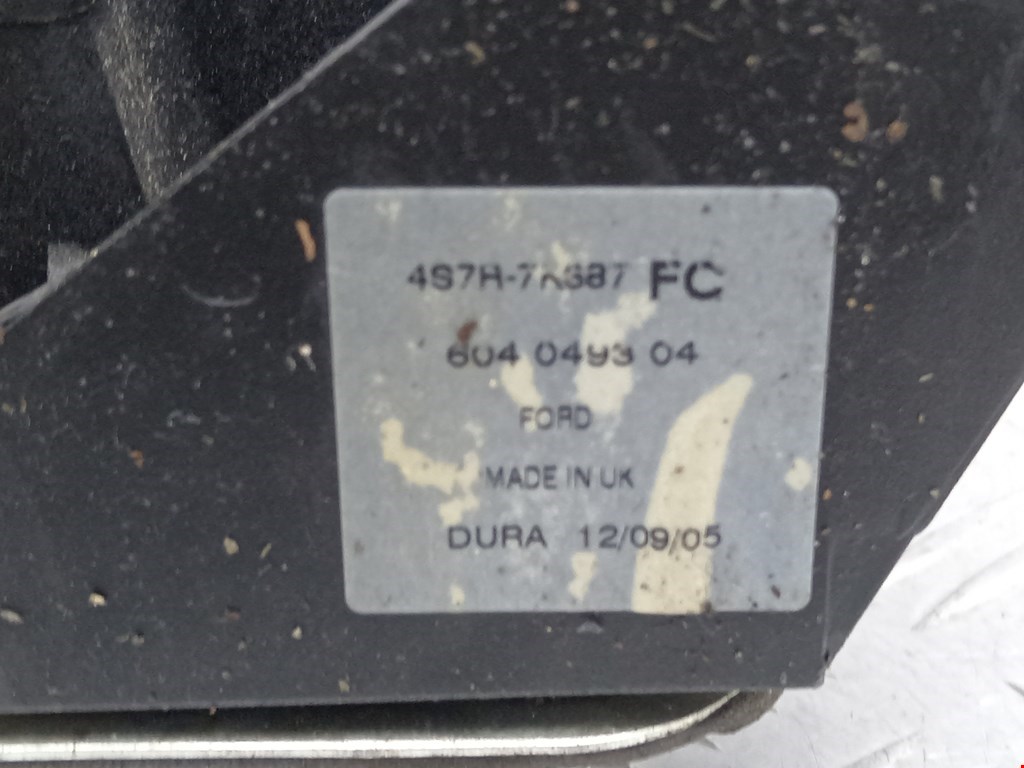 4S7R-7K387 FC
604 0493 04
FORD
MADE IN UK
DURA 12/09/05